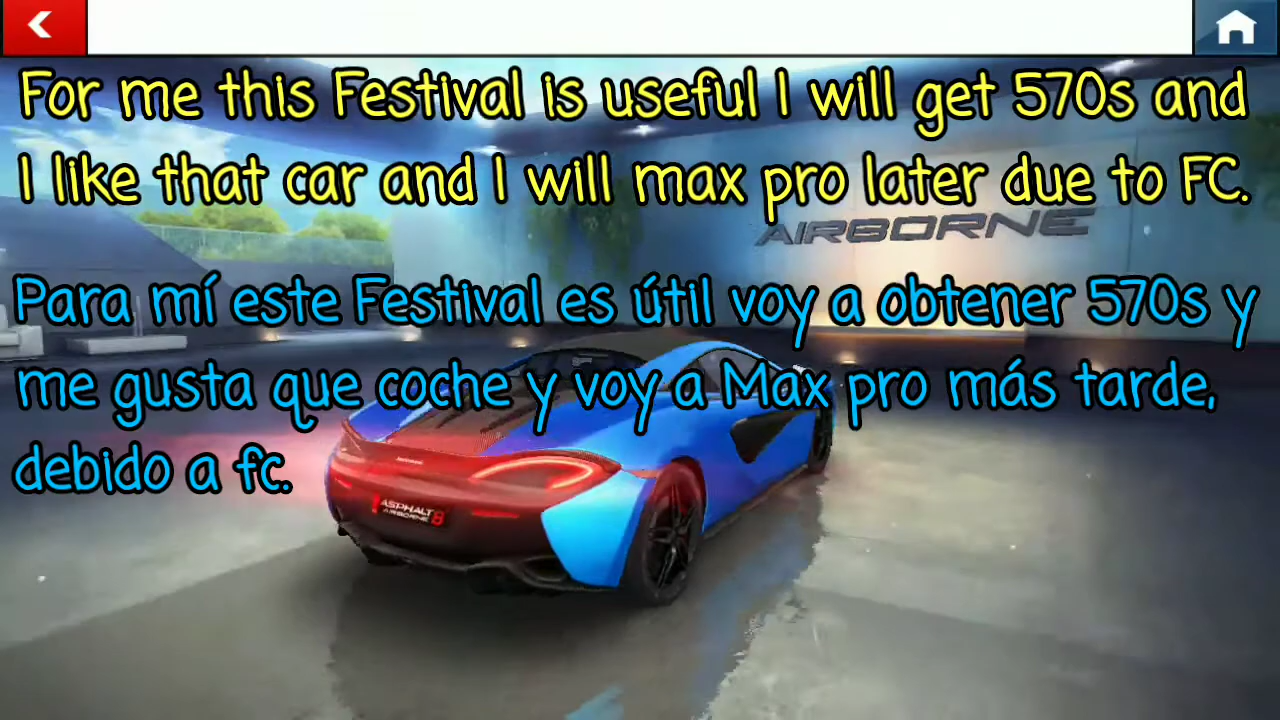 For me this Festival is useful I will get 570s and
I like that car and I will max pro later due to FC.
AIRBORNE
Para mí este Festival es útil voy a obtener 570s y
me gusta que coche y voy a Max pro más tarde,
debido a fc.
ASPHALT
AIRBORNE 8